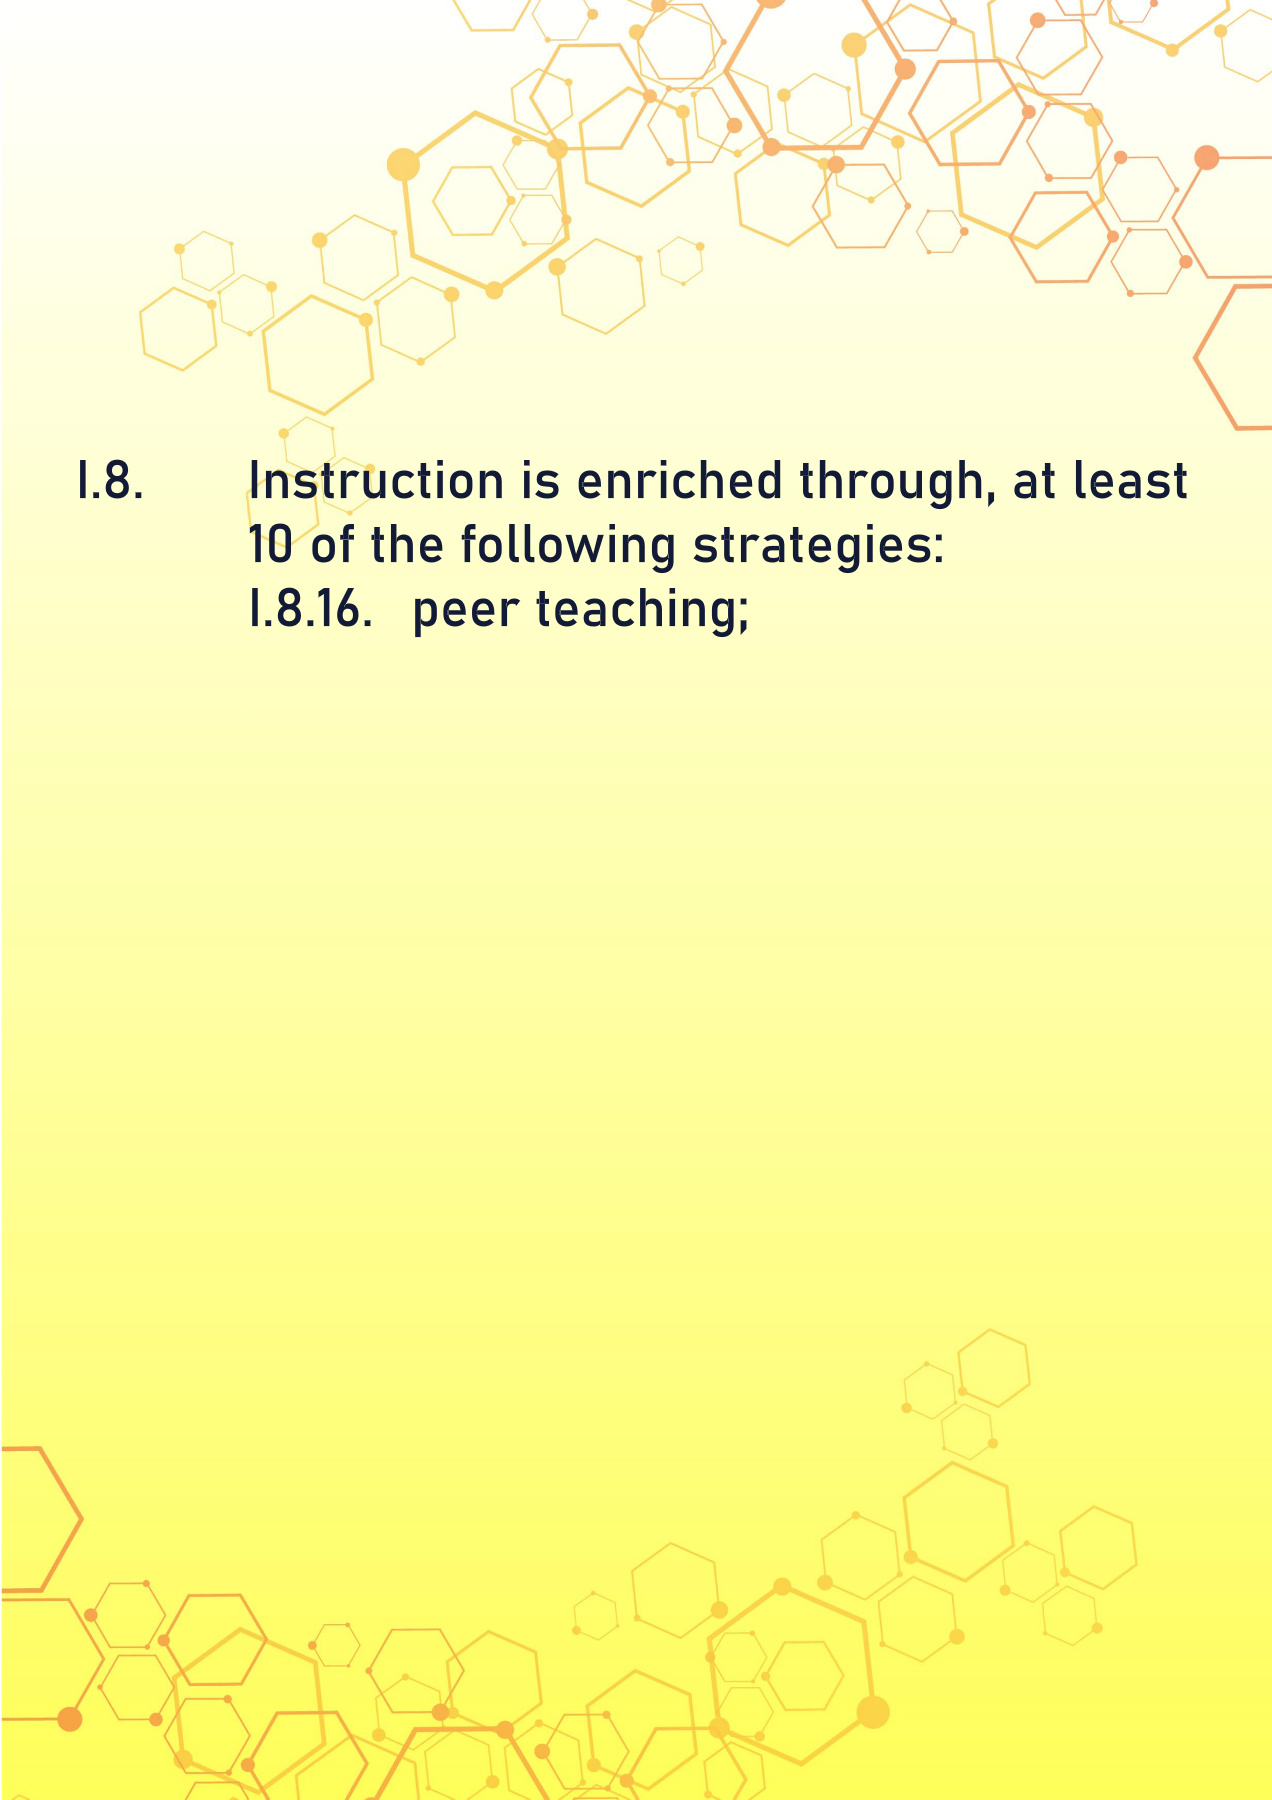 I.8. Instruction is enriched through, at least
10 of the following strategies:
I.8.16. peer teaching;